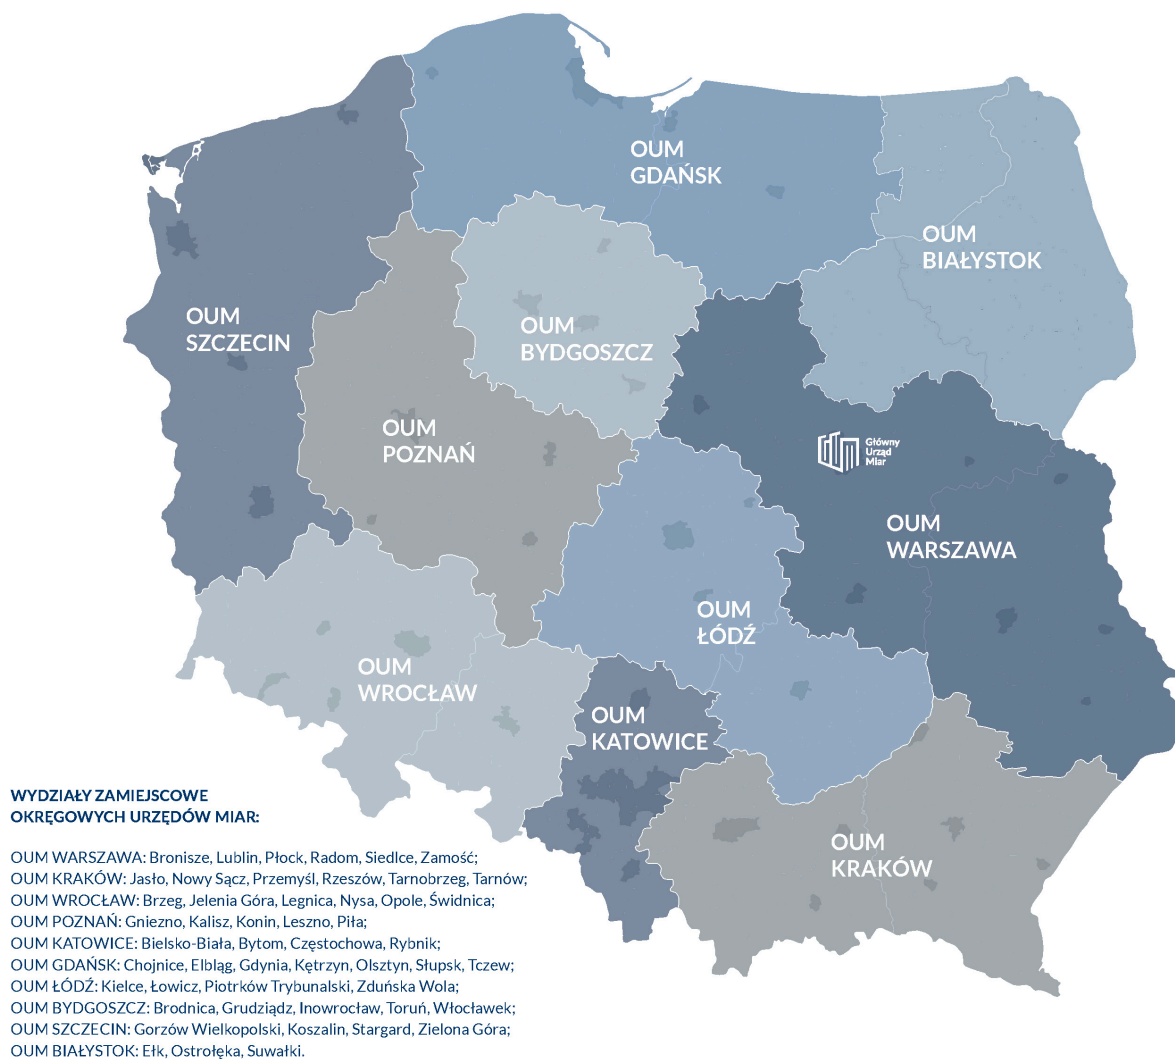 OUM
GDAŃSK
OUM
BIAŁYSTOK
OUM
SZCZECIN
OUM
BYDGOSZCZ
OUM
POZNAŃ
Główny
Urząd
Miar
OUM
WARSZAWA
OUM
ŁÓDŹ
OUM
WROCŁAW
OUM
KATOWICE
OUM
KRAKÓW
WYDZIAŁY ZAMIEJSCOWE
OKRĘGOWYCH URZĘDÓW MIAR:
OUM WARSZAWA: Bronisze, Lublin, Płock, Radom, Siedlce, Zamość;
OUM KRAKÓW: Jasło, Nowy Sącz, Przemyśl, Rzeszów, Tarnobrzeg, Tarnów;
OUM WROCŁAW: Brzeg, Jelenia Góra, Legnica, Nysa, Opole, Świdnica;
OUM POZNAŃ: Gniezno, Kalisz, Konin, Leszno, Piła;
OUM KATOWICE: Bielsko-Biała, Bytom, Częstochowa, Rybnik;
OUM GDAŃSK: Chojnice, Elbląg, Gdynia, Kętrzyn, Olsztyn, Słupsk, Tczew;
OUM ŁÓDŹ: Kielce, Łowicz, Piotrków Trybunalski, Zduńska Wola;
OUM BYDGOSZCZ: Brodnica, Grudziądz, Inowrocław, Toruń, Włocławek;
OUM SZCZECIN: Gorzów Wielkopolski, Koszalin, Stargard, Zielona Góra;
OUM BIAŁYSTOK: Ełk, Ostrołęka, Suwałki.